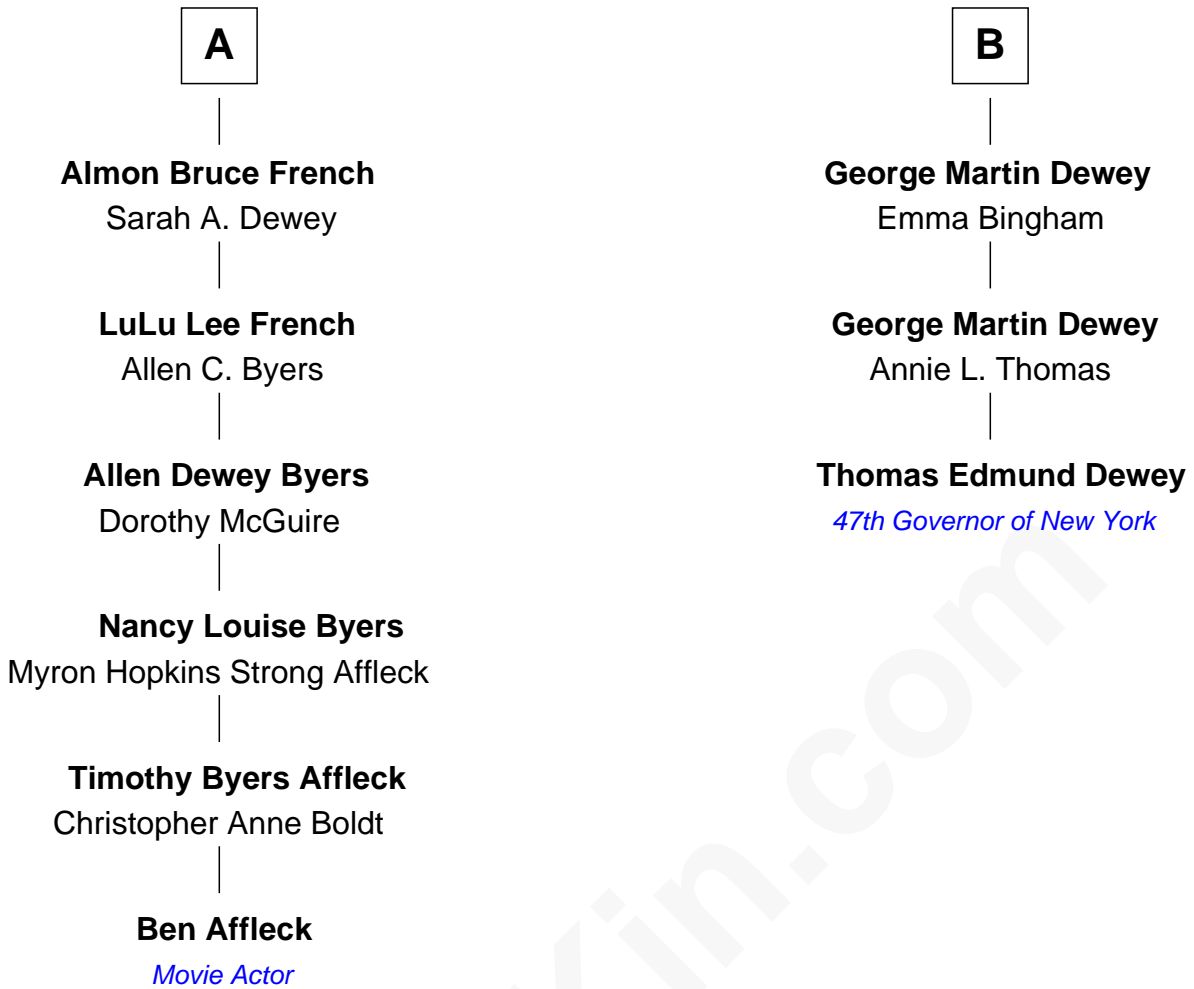 A
Almon Bruce French
Sarah A. Dewey
LuLu Lee French
Allen C. Byers
Allen Dewey Byers
Dorothy McGuire
Nancy Louise Byers
Myron Hopkins Strong Affleck
Timothy Byers Affleck
Christopher Anne Boldt
Ben Affleck
Movie Actor
B
George Martin Dewey
Emma Bingham
George Martin Dewey
Annie L. Thomas
Thomas Edmund Dewey
47th Governor of New York
Kin.com